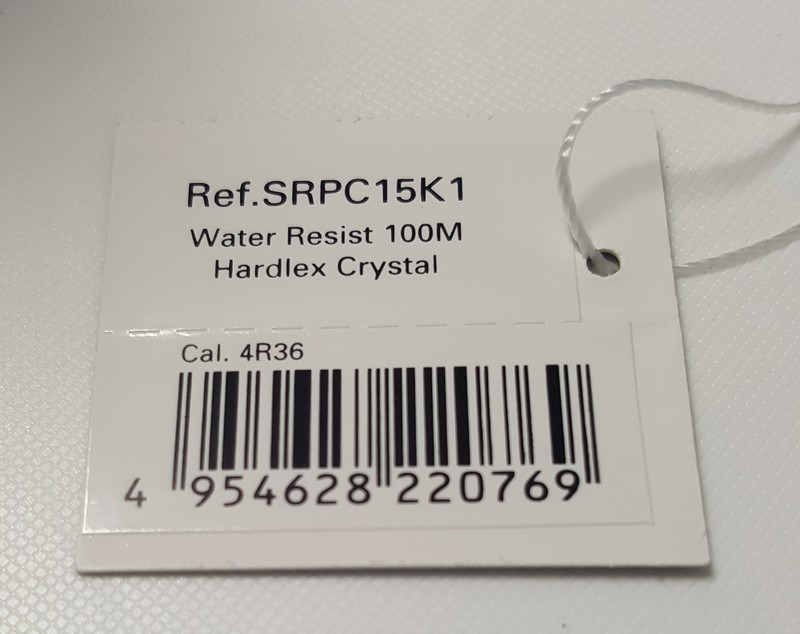 Ref.SRPC15K1
Water Resist 100M
Hardlex Crystal
Cal. 4R36
4 954628 220769